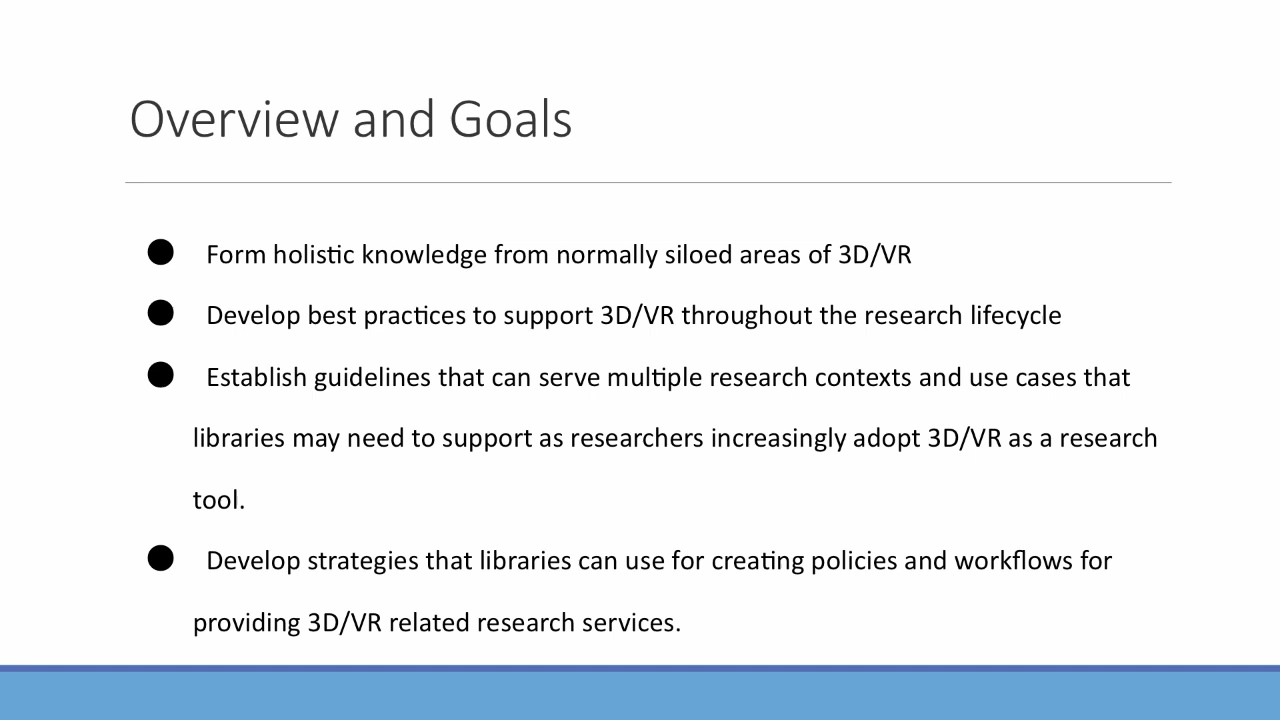 Overview and Goals
● Form holistic knowledge from normally siloed areas of 3D/VR
● Develop best practices to support 3D/VR throughout the research lifecycle
● Establish guidelines that can serve multiple research contexts and use cases that
libraries may need to support as researchers increasingly adopt 3D/VR as a research
tool.
● Develop strategies that libraries can use for creating policies and workflows for
providing 3D/VR related research services.